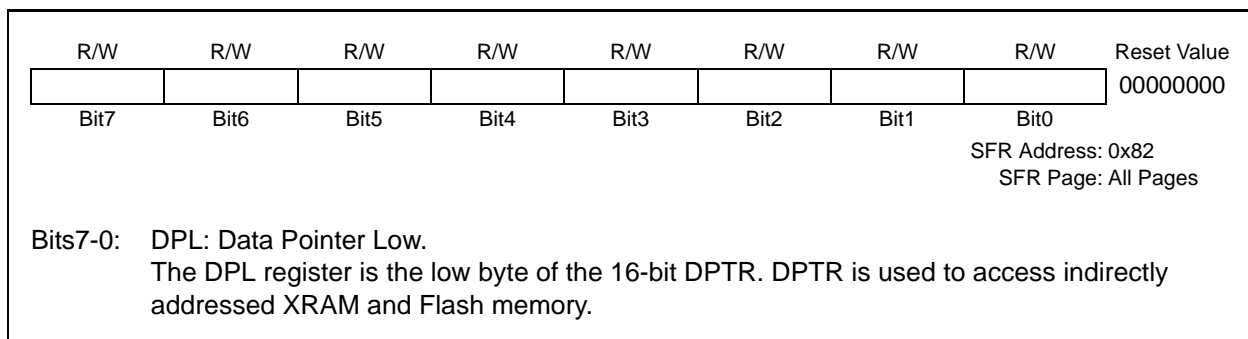 R/W R/W R/W R/W R/W R/W R/W R/W Reset Value
00000000
Bit7 Bit6 Bit5 Bit4 Bit3 Bit2 Bit1 Bit0
SFR Address: 0x82
SFR Page: All Pages
Bits7-0: DPL: Data Pointer Low.
The DPL register is the low byte of the 16-bit DPTR. DPTR is used to access indirectly
addressed XRAM and Flash memory.